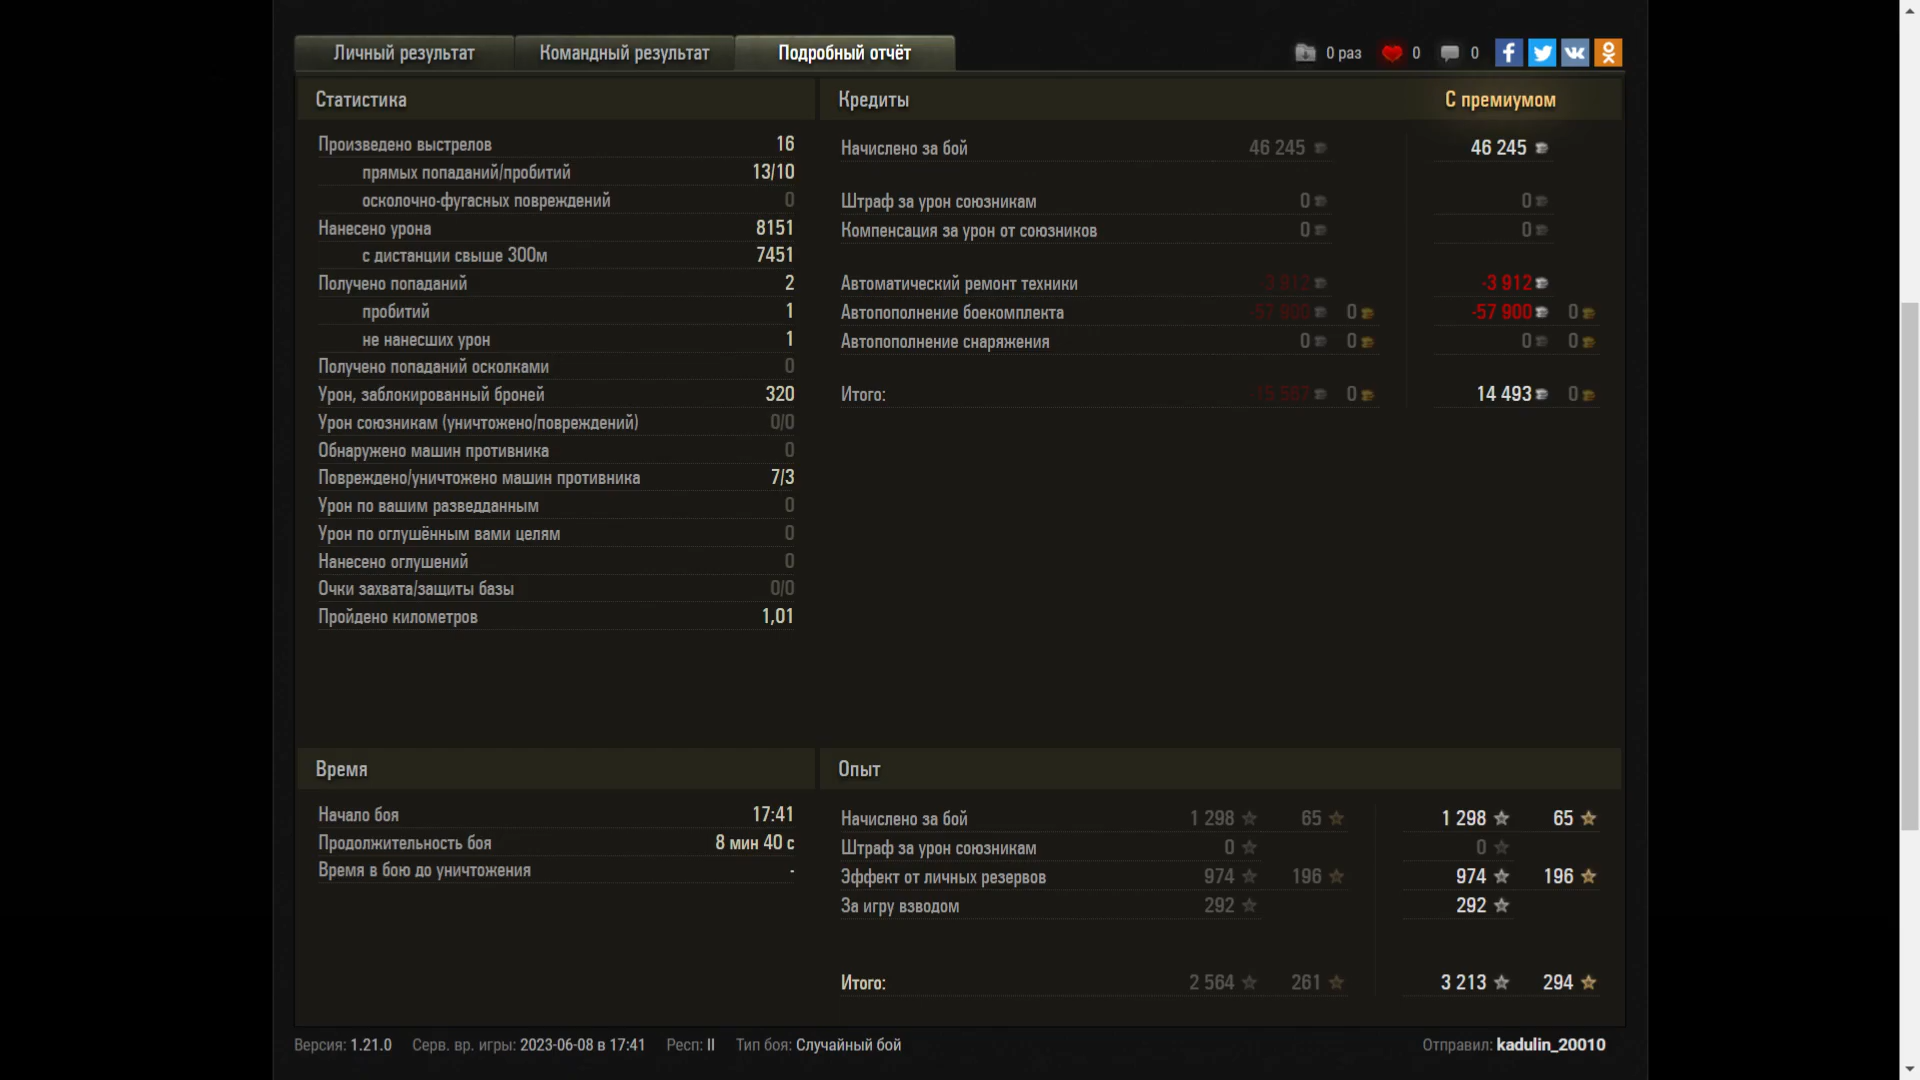 Личный результат Командный результат Подробный отчёт 0 раз 0 0
Статистика
Произведено выстрелов 16
прямых попаданий/пробитий 13/10
осколочно-фугасных повреждений 0
Нанесено урона 8151
с дистанции свыше 300м 7451
Получено попаданий 2
пробитий 1
не нанесших урон 1
Получено попаданий осколками 0
Урон, заблокированный броней 320
Урон союзникам (уничтожено/повреждений) 0/0
Обнаружено машин противника 0
Повреждено/уничтожено машин противника 7/3
Урон по вашим разведданным 0
Урон по оглушённым вами целям 0
Нанесено оглушений 0
Очки захвата/защиты базы 0/0
Пройдено километров 1,01
Кредиты С премиумом
Начислено за бой 46 245 46 245
Штраф за урон союзникам 0 0
Компенсация за урон от союзников 0 0
Автоматический ремонт техники -3 912 -3 912
Автопополнение боекомплекта -57 900 0 -57 900 0
Автопополнение снаряжения 0 0 0 0
Итого: -15 567 0 14 493 0
Время
Начало боя 17:41
Продолжительность боя 8 мин 40 с
Время в бою до уничтожения -
Опыт
Начислено за бой 1 298 65 1 298 65
Штраф за урон союзникам 0 0
Эффект от личных резервов 974 196 974 196
За игру взводом 292 292
Итого: 2 564 261 3 213 294
Версия: 1.21.0 Серв. вр. игры: 2023-06-08 в 17:41 Респ: II Тип боя: Случайный бой Отправил: kadulin_20010